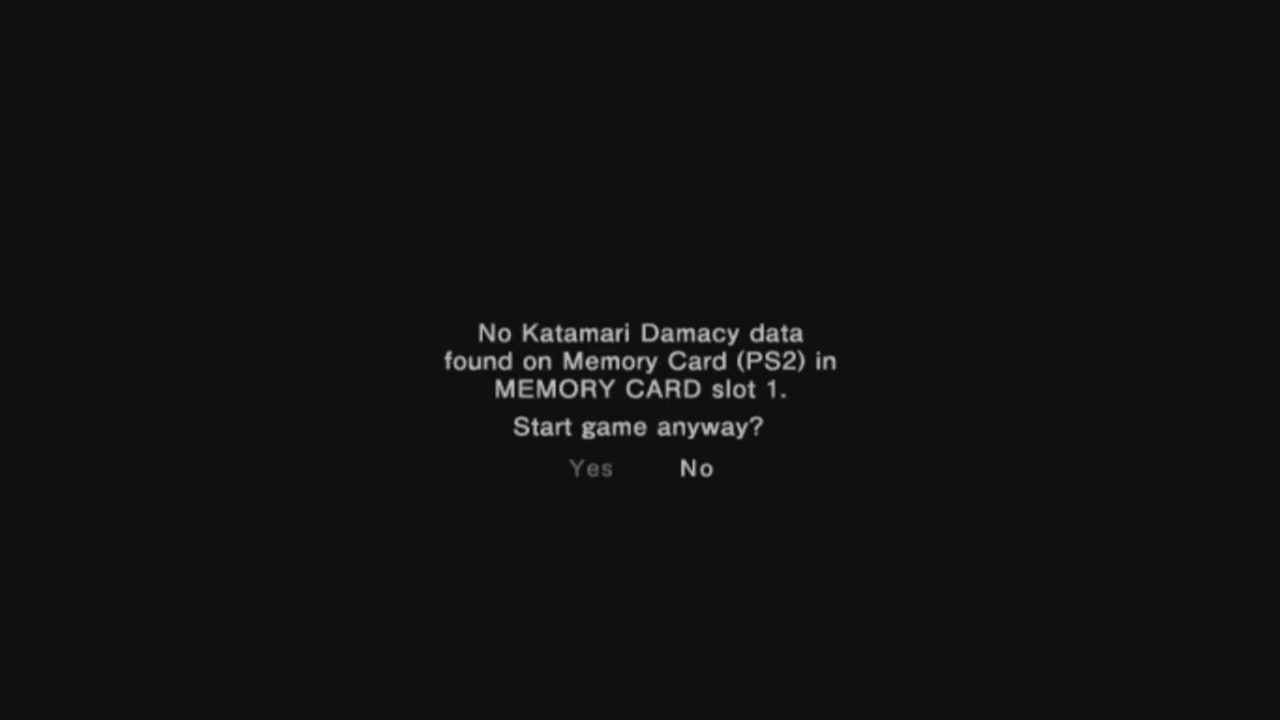 No Katamari Damacy data
found on Memory Card (PS2) in
MEMORY CARD slot 1.
Start game anyway?
Yes No